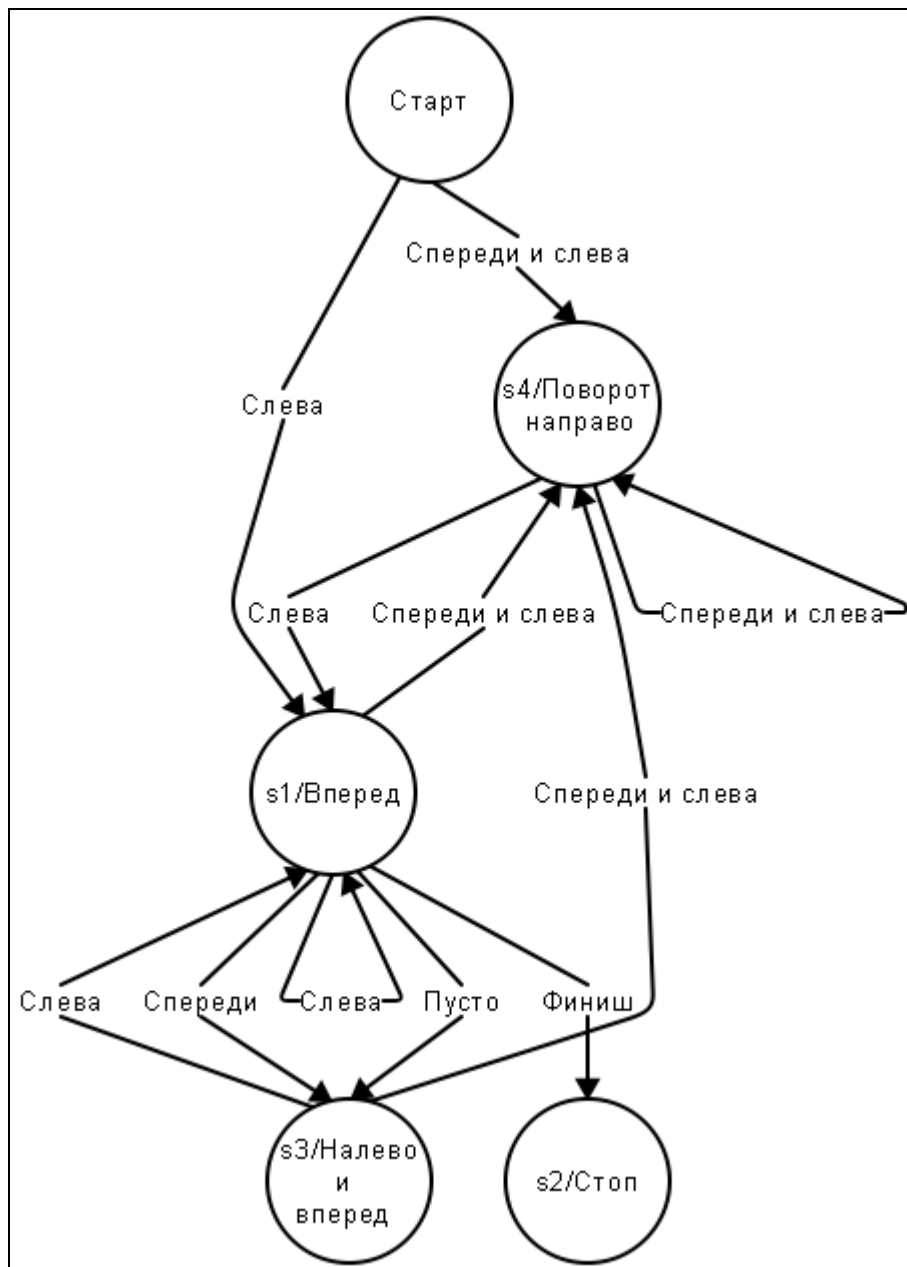 Старт
Спереди и слева
s4/Поворот
направо
Слева
Слева
Спереди и слева
Спереди и слева
s1/Вперед
Спереди и слева
Слева
Спереди
Слева
Пусто
Финиш
s3/Налево
и
вперед
s2/Стоп